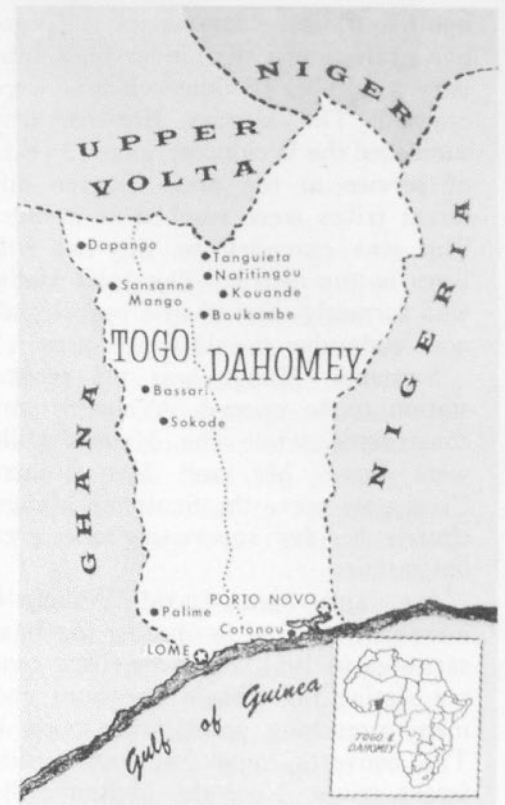 NIGER
UPPER
VOLTA
Dapango
Tanguieta
Natitingou
Sansanne
Mango
Kouande
Boukombe
TOGO
DAHOMEY
NIGERIA
GHANA
Bassari
Sokode
Palime
PORTO NOVO
Cotonou
LOME
Gulf of Guinea
TOGO &
DAHOMEY